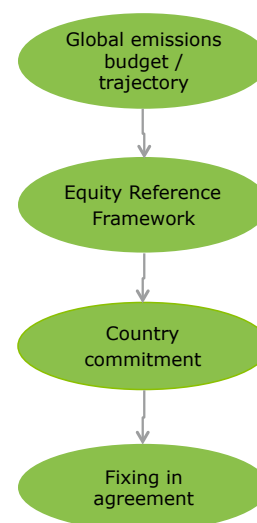 Global emissions
budget /
trajectory
Equity Reference
Framework
Country
commitment
Fixing in
agreement